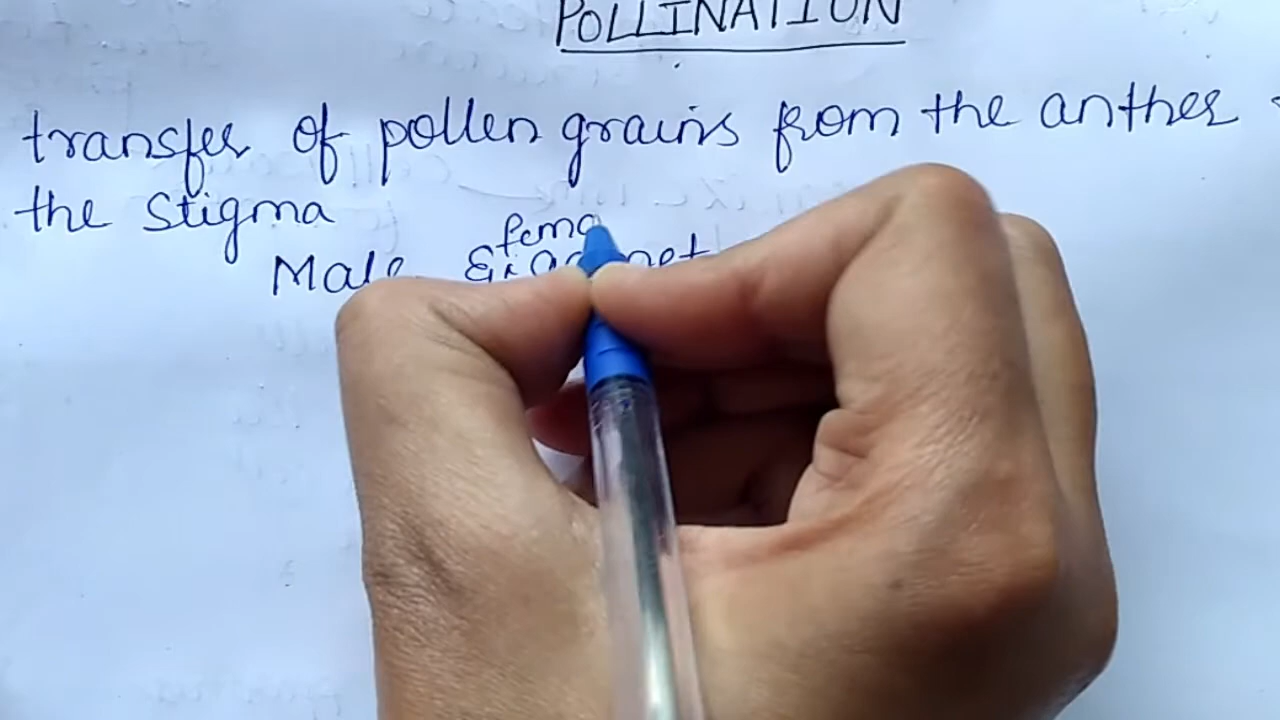 POLLINATION
transfer of pollen grains from the anther
the stigma
fema
Male &